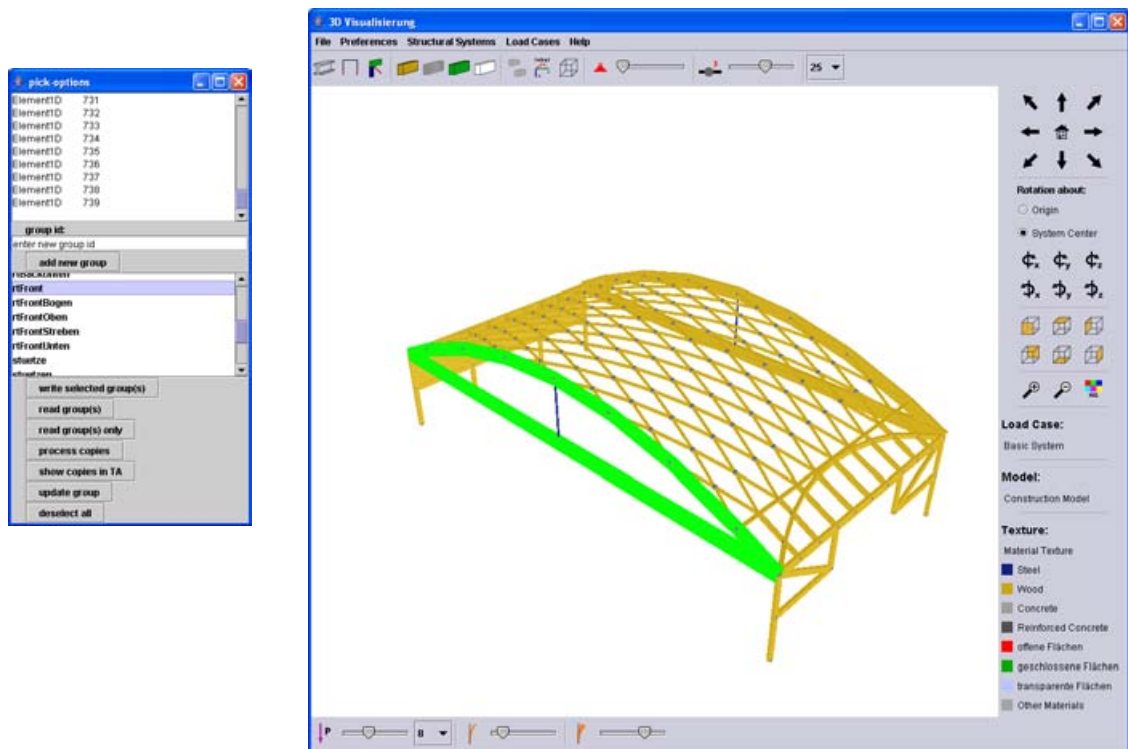 pick-options
Element1D 731
Element1D 732
Element1D 733
Element1D 734
Element1D 735
Element1D 736
Element1D 737
Element1D 738
Element1D 739
group id:
enter new group id
add new group
rtFront
rtFrontBogen
rtFrontOben
rtFrontStreben
rtFrontUnten
stuetze
stuetzen
write selected group(s)
read group(s)
read group(s) only
process copies
show copies in TA
update group
deselect all
3D Visualisierung
File Preferences Structural Systems Load Cases Help
25
Rotation about:
Origin
System Center
x y z
x y z
Load Case:
Basic System
Model:
Construction Model
Texture:
Material Texture
Steel
Wood
Concrete
Reinforced Concrete
offene Flächen
geschlossene Flächen
transparente Flächen
Other Materials
P 8